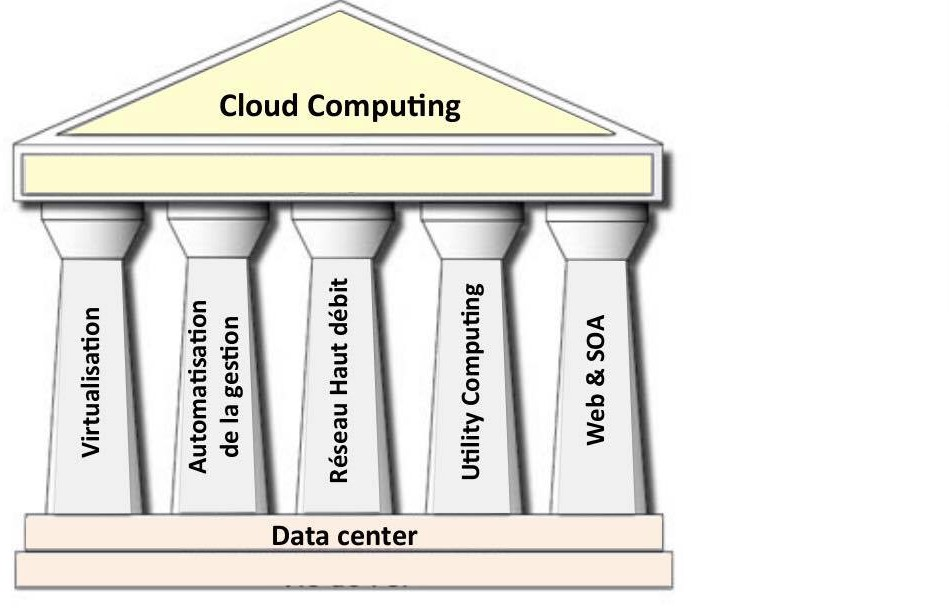 Cloud Computing
Virtualisation
Automatisation
de la gestion
Réseau Haut débit
Utility Computing
Web & SOA
Data center